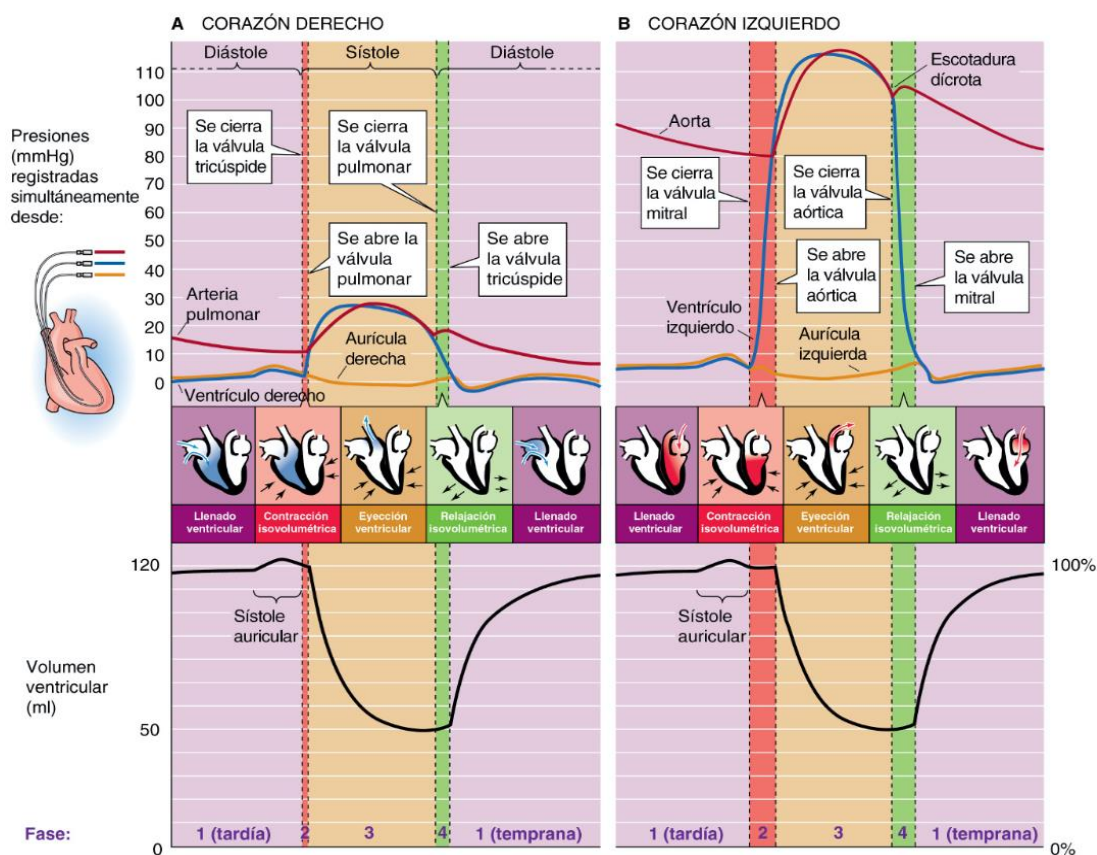 A CORAZÓN DERECHO
Diástole
Sístole
Diástole
110
100
90
80
70
60
50
40
30
20
10
0
Presiones
(mmHg)
registradas
simultáneamente
desde:
Se cierra
la válvula
tricúspide
Se cierra
la válvula
pulmonar
Se abre la
válvula
pulmonar
Se abre
la válvula
tricúspide
Arteria
pulmonar
Aurícula
derecha
Ventrículo derecho
Llenado
ventricular
Contracción
isovolumétrica
Eyección
ventricular
Relajación
isovolumétrica
Llenado
ventricular
120
Sístole
auricular
Volumen
ventricular
(ml)
50
0
Fase:
1 (tardía)
2
3
4
1 (temprana)
B CORAZÓN IZQUIERDO
Escotadura
dícrota
Aorta
Se cierra
la válvula
mitral
Se cierra
la válvula
aórtica
Se abre
la válvula
aórtica
Se abre
la válvula
mitral
Ventrículo
izquierdo
Aurícula
izquierda
Llenado
ventricular
Contracción
isovolumétrica
Eyección
ventricular
Relajación
isovolumétrica
Llenado
ventricular
100%
Sístole
auricular
1 (tardía)
2
3
4
1 (temprana)
0%